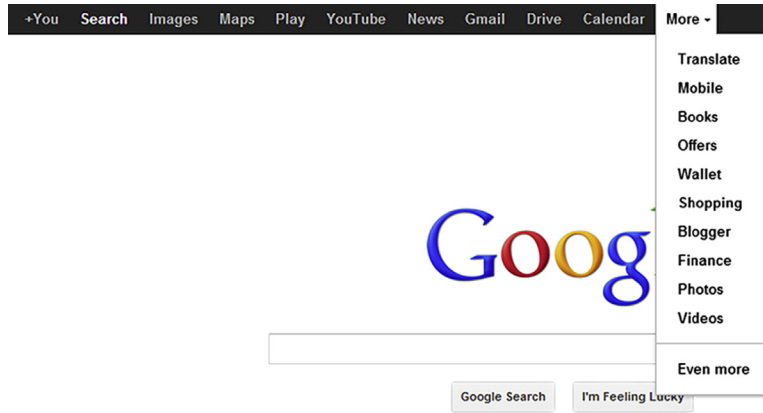 +You Search Images Maps Play YouTube News Gmail Drive Calendar More
Translate
Mobile
Books
Offers
Wallet
Shopping
Blogger
Finance
Photos
Videos
Goog
Even more
Google Search I'm Feeling Lucky